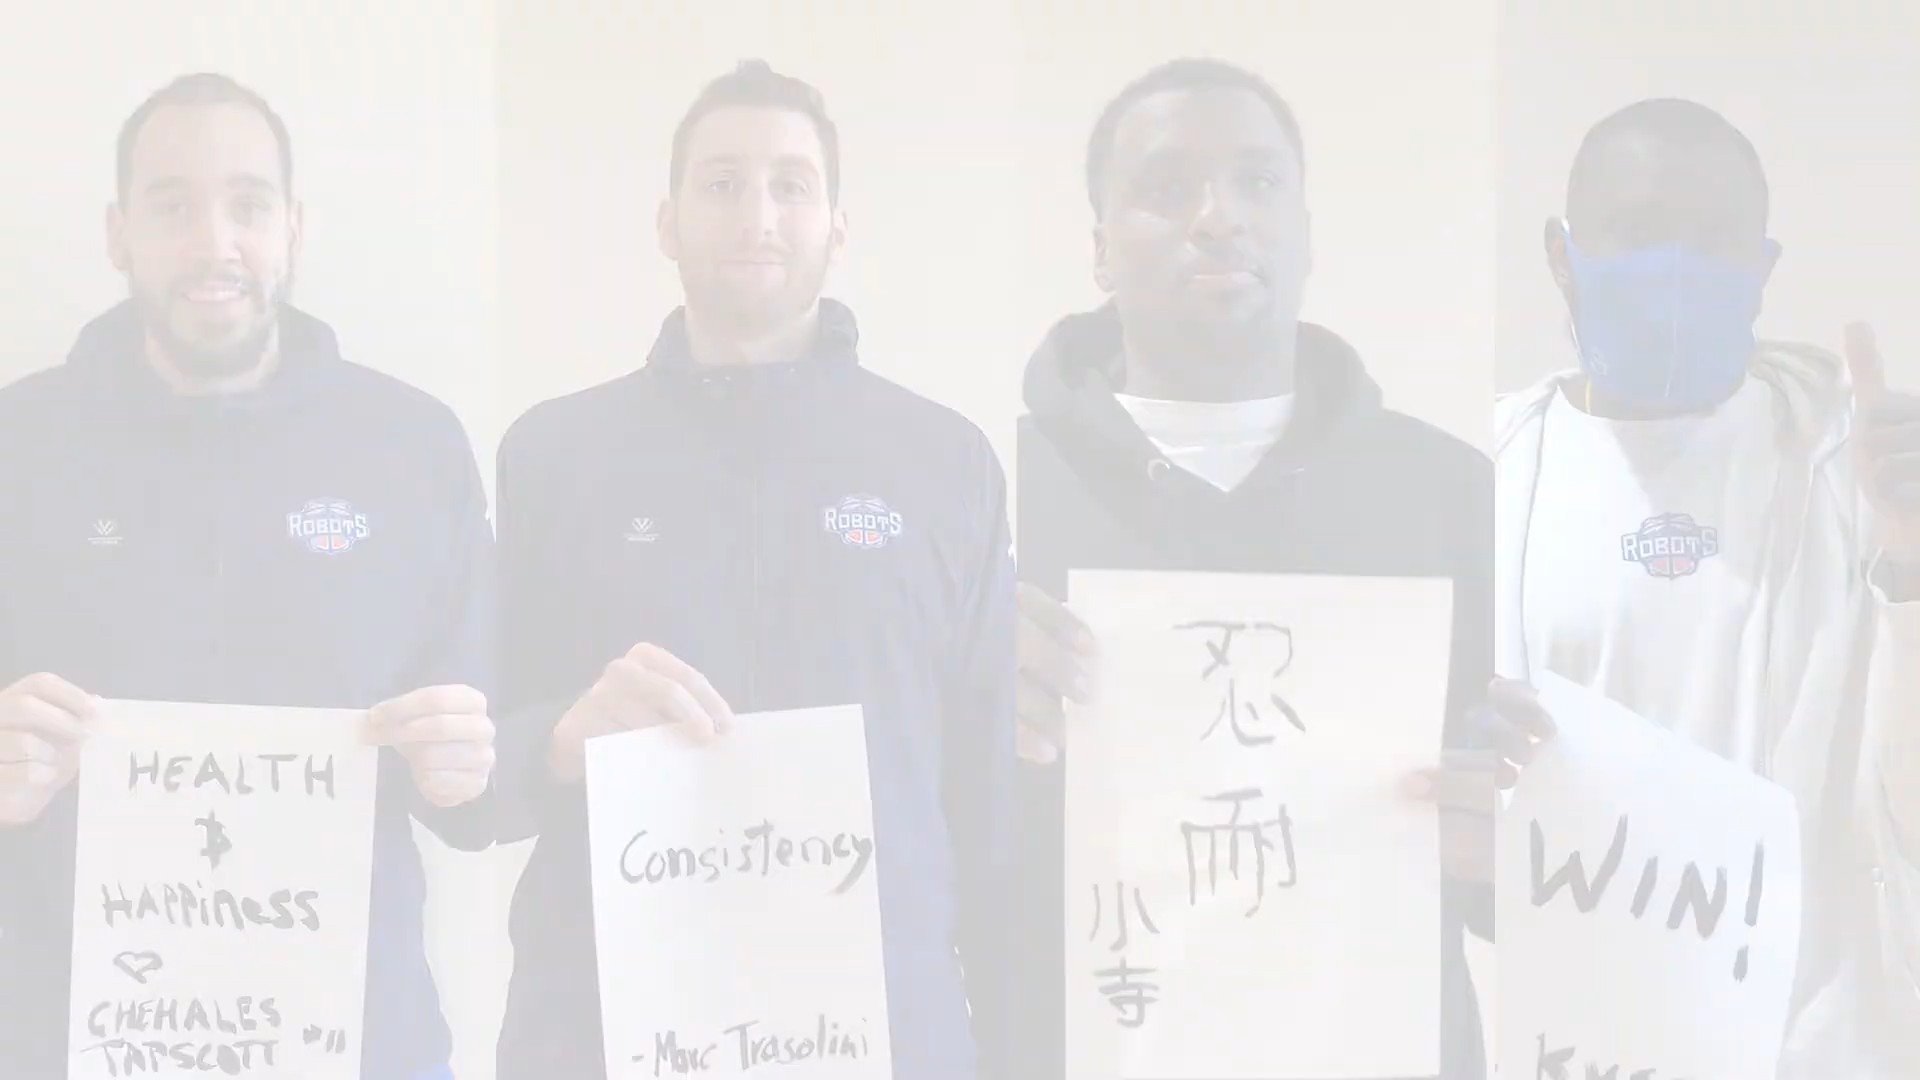 ROBOTS
HEALTH
&
HAPPiness
CHEHALES
TAPSCOTT "11
ROBOTS
Consistency
- Marc Trasolini
忍
耐
小
寺
ROBOTS
WIN!